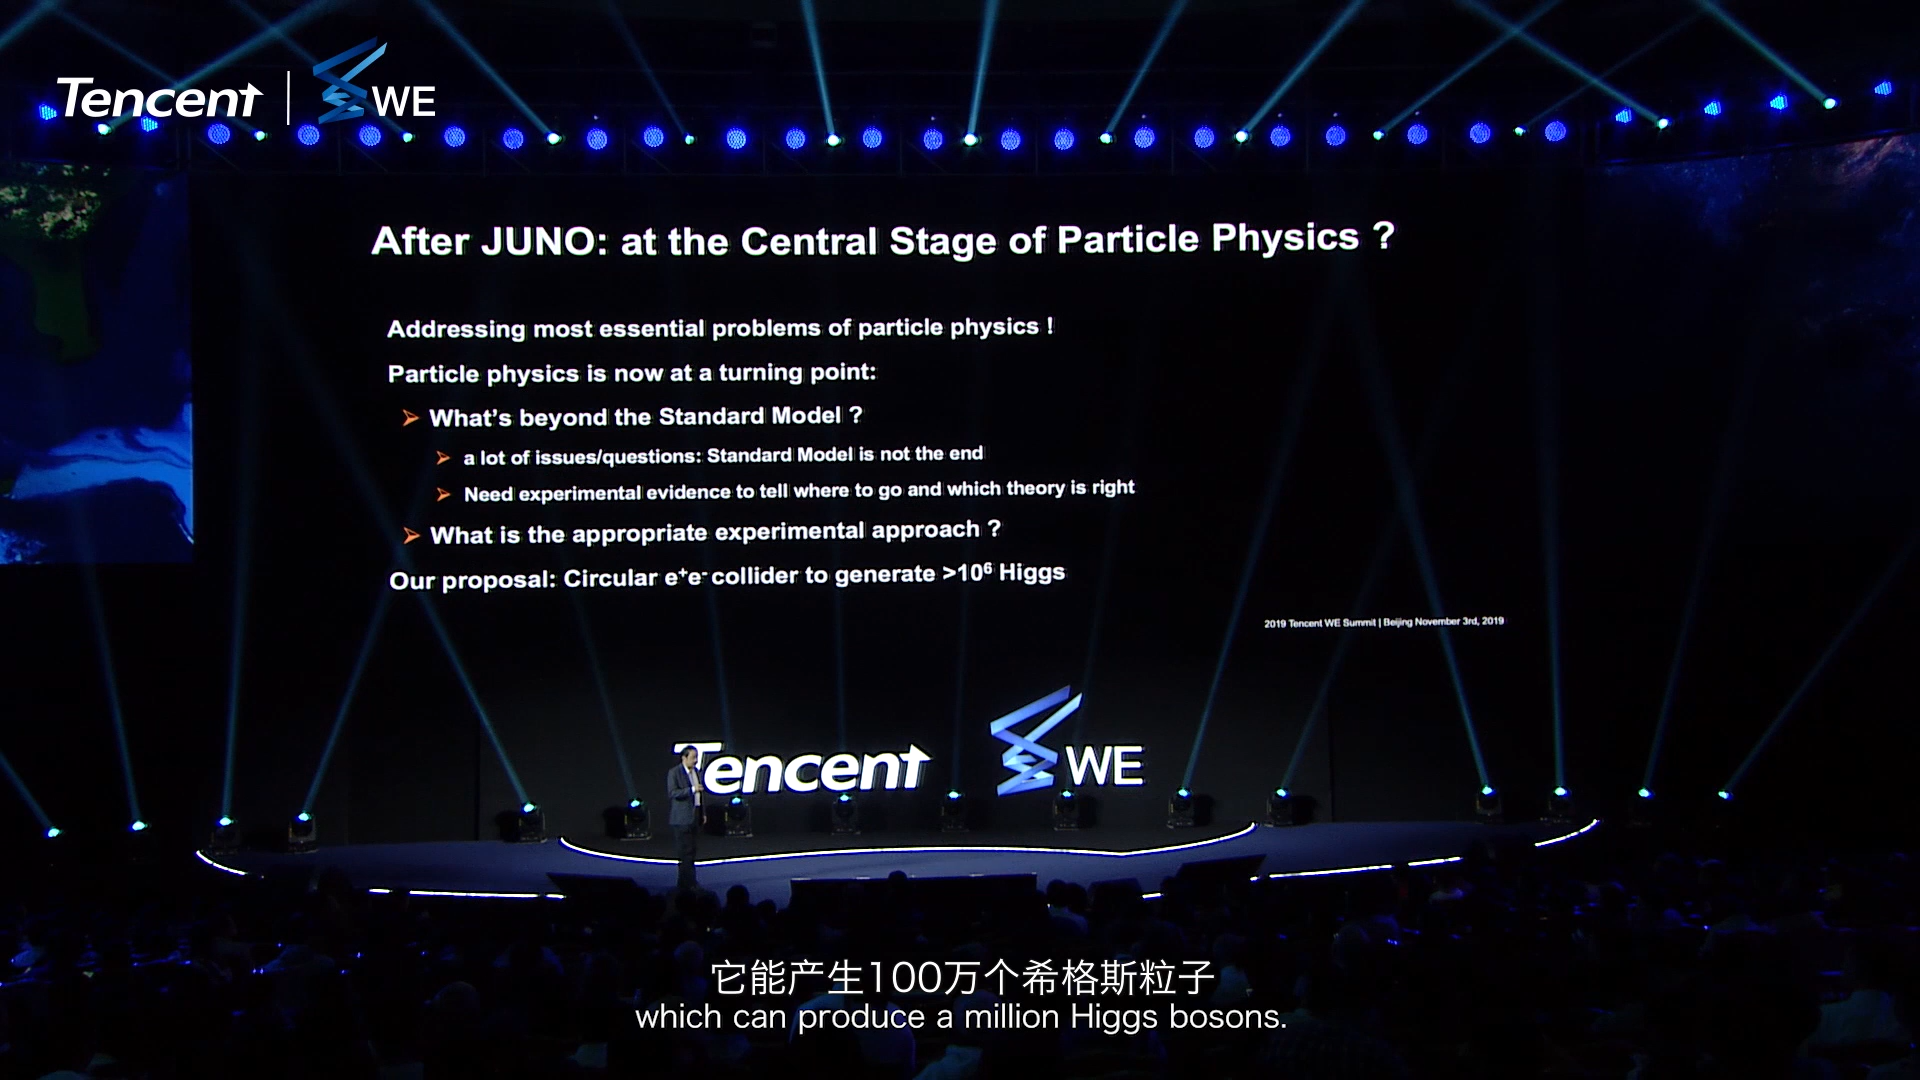 Tencent WE
After JUNO: at the Central Stage of Particle Physics ?
Addressing most essential problems of particle physics !
Particle physics is now at a turning point:
What's beyond the Standard Model ?
a lot of issues/questions: Standard Model is not the end
Need experimental evidence to tell where to go and which theory is right
What is the appropriate experimental approach ?
Our proposal: Circular e⁺e⁻ collider to generate >10⁶ Higgs
2019 Tencent WE Summit | Beijing November 3rd, 2019
Tencent WE
它能产生100万个希格斯粒子
which can produce a million Higgs bosons.